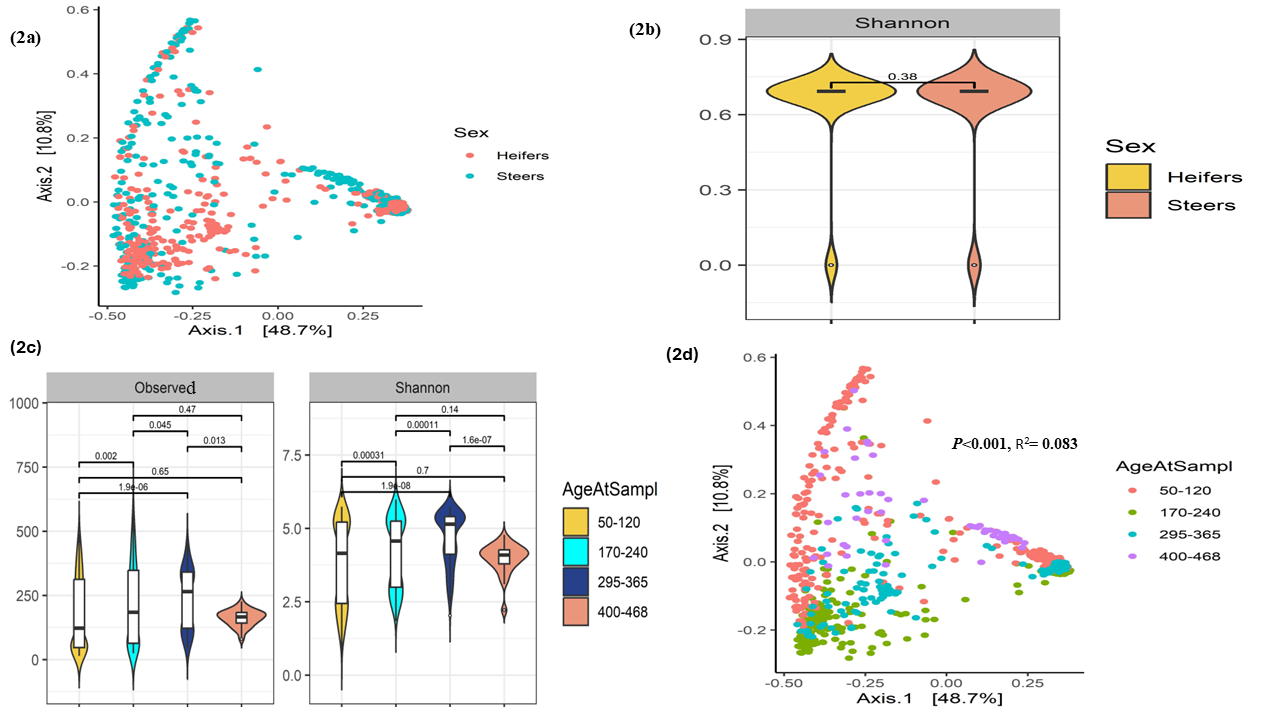 (2a)
0.6
0.4
0.2
0.0
-0.2
Axis.2 [10.8%]
-0.50
-0.25
0.00
0.25
Axis.1 [48.7%]
Sex
Heifers
Steers
(2b)
Shannon
0.9
0.6
0.3
0.0
0.38
Sex
Heifers
Steers
(2c)
Observed
1000
750
500
250
0
0.47
0.045
0.013
0.002
0.65
1.9e-06
Shannon
7.5
5.0
2.5
0.0
0.14
0.00011
1.6e-07
0.00031
0.7
1.9e-08
AgeAtSampl
50-120
170-240
295-365
400-468
(2d)
0.6
0.4
0.2
0.0
-0.2
Axis.2 [10.8%]
-0.50
-0.25
0.00
0.25
Axis.1 [48.7%]
P<0.001, R²= 0.083
AgeAtSampl
50-120
170-240
295-365
400-468